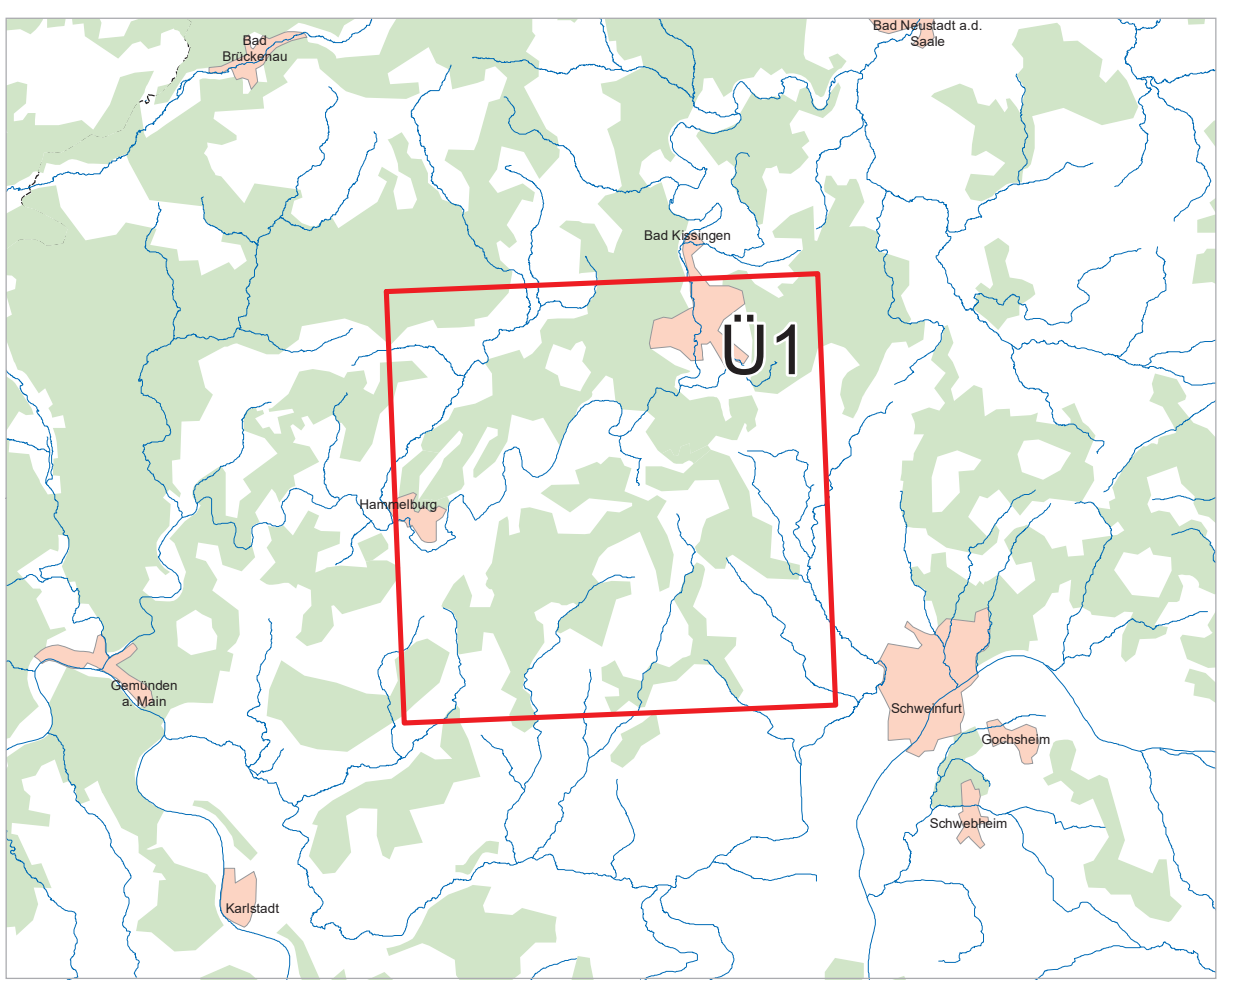 Bad
Brückenau
Bad Neustadt a.d.
Saale
Bad Kissingen
Ü1
Hammelburg
Gemünden
a. Main
Schweinfurt
Gochsheim
Schwebheim
Karlstadt